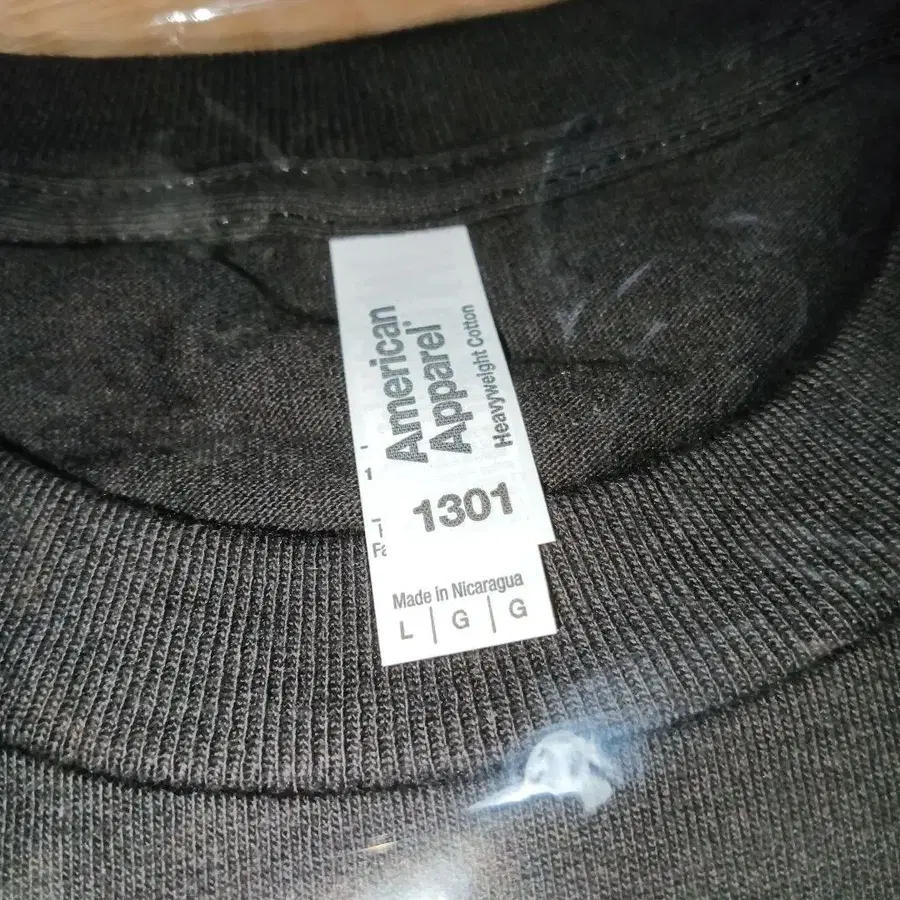 American
Apparel
Heavyweight Cotton
1301
Made in Nicaragua
L | G | G